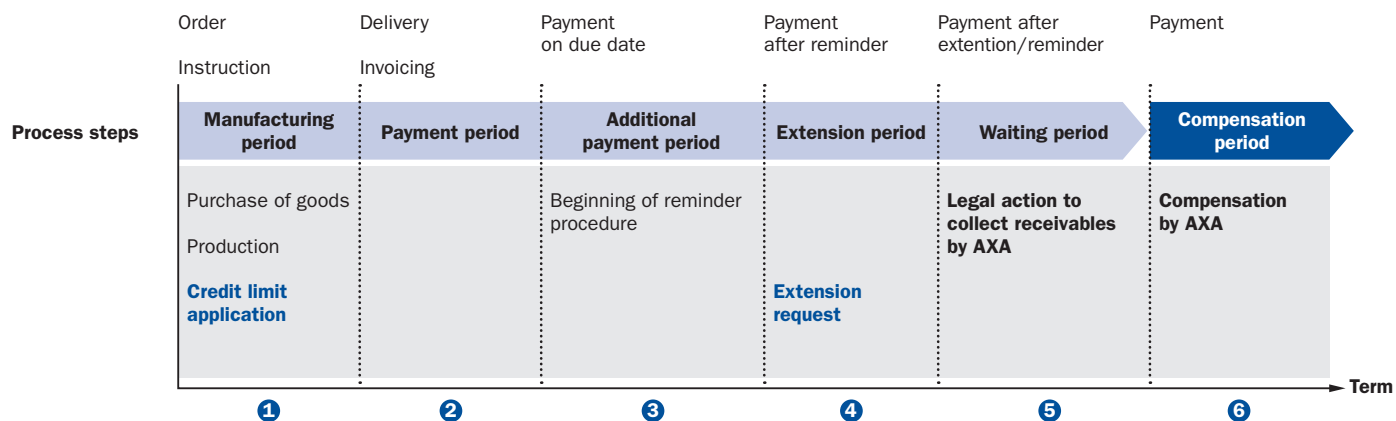 Order
Instruction
Delivery
Invoicing
Payment
on due date
Payment
after reminder
Payment after
extention/reminder
Payment
Process steps
Manufacturing
period
Payment period
Additional
payment period
Extension period
Waiting period
Compensation
period
Purchase of goods
Production
Credit limit
application
Beginning of reminder
procedure
Extension
request
Legal action to
collect receivables
by AXA
Compensation
by AXA
Term
1
2
3
4
5
6